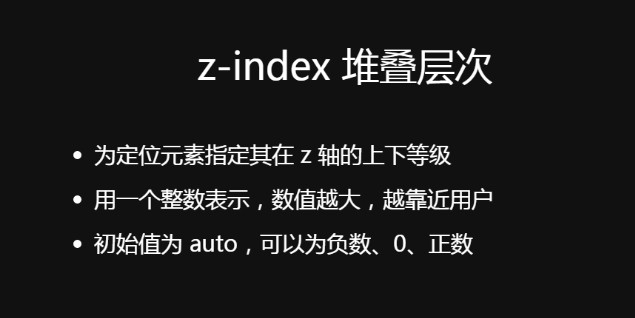 z-index 堆叠层次
• 为定位元素指定其在 z 轴的上下等级
• 用一个整数表示，数值越大，越靠近用户
• 初始值为 auto，可以为负数、0、正数